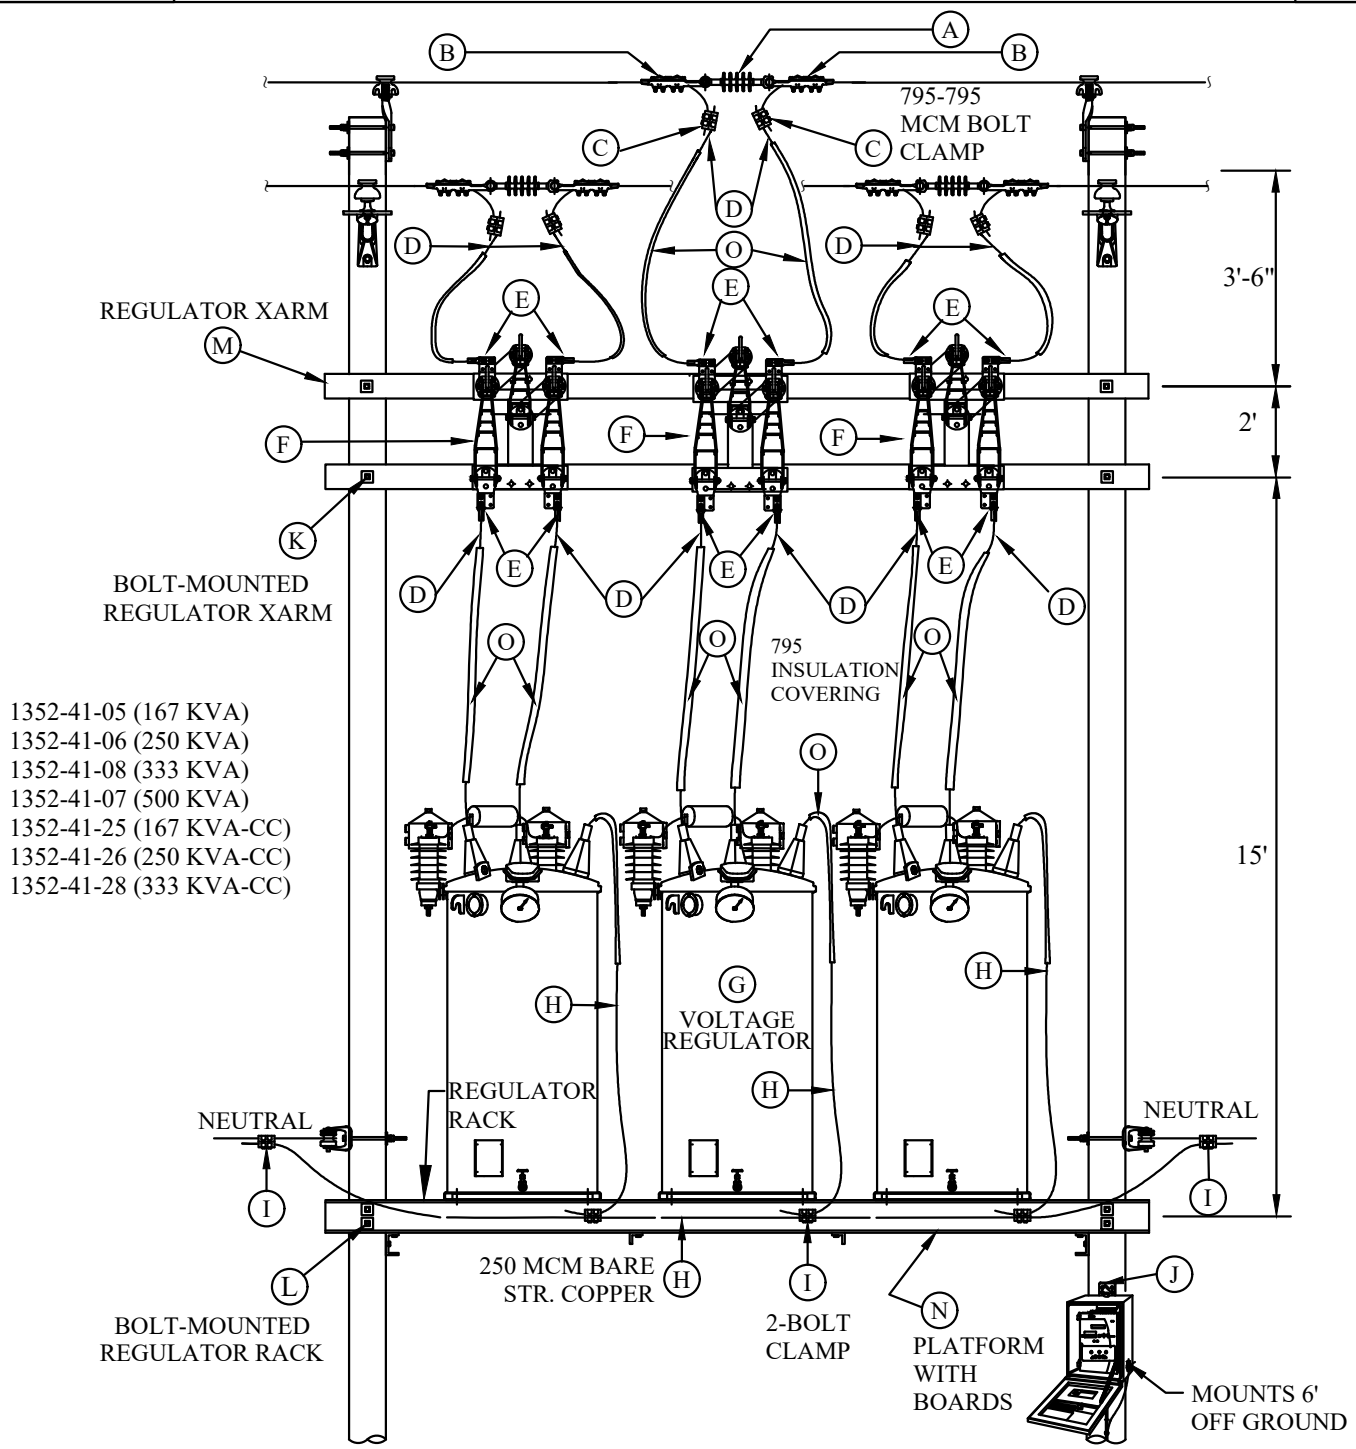 A
B
B
795-795
MCM BOLT
CLAMP
C
C
D
D
O
D
3'-6"
E
E
E
REGULATOR XARM
M
2'
F
F
F
K
E
E
E
BOLT-MOUNTED
REGULATOR XARM
D
D
D
D
O
O
O
795
INSULATION
COVERING
1352-41-05 (167 KVA)
1352-41-06 (250 KVA)
1352-41-08 (333 KVA)
1352-41-07 (500 KVA)
1352-41-25 (167 KVA-CC)
1352-41-26 (250 KVA-CC)
1352-41-28 (333 KVA-CC)
O
15'
H
G
H
VOLTAGE
REGULATOR
H
REGULATOR
RACK
NEUTRAL
NEUTRAL
I
I
L
250 MCM BARE
STR. COPPER
H
I
J
BOLT-MOUNTED
REGULATOR RACK
2-BOLT
CLAMP
N
PLATFORM
WITH
BOARDS
MOUNTS 6'
OFF GROUND